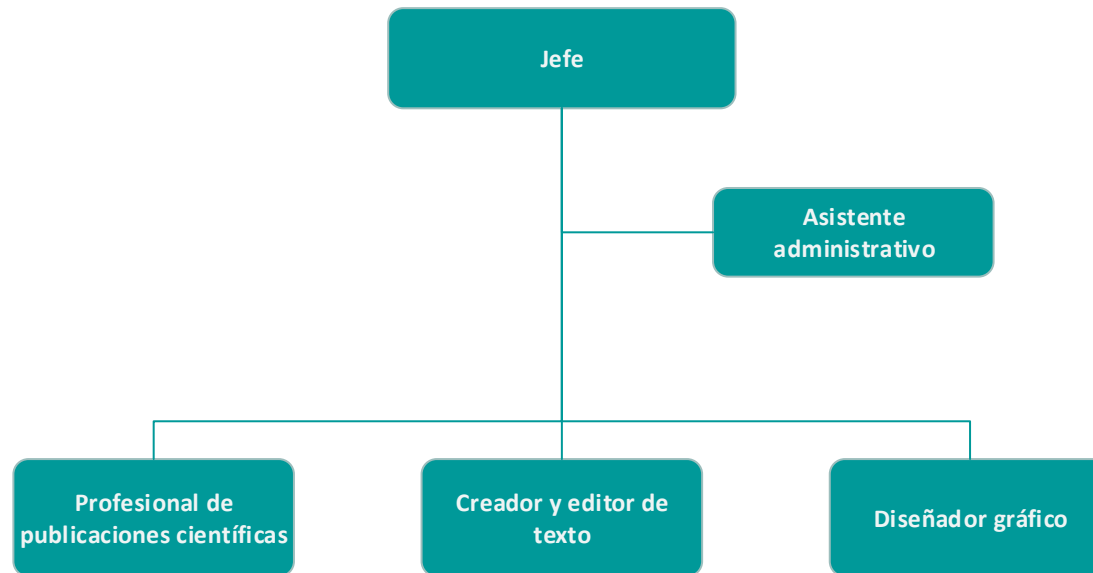 Jefe
Asistente
administrativo
Profesional de
publicaciones científicas
Creador y editor de
texto
Diseñador gráfico